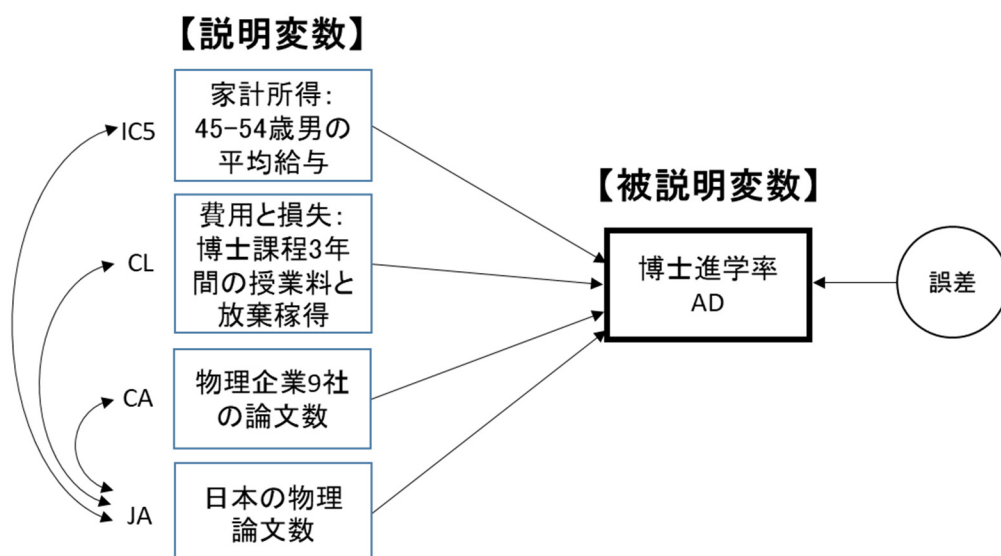 【説明変数】
IC5
家計所得：
45-54歳男の
平均給与
CL
費用と損失：
博士課程3年
間の授業料と
放棄稼得
CA
物理企業9社
の論文数
JA
日本の物理
論文数
【被説明変数】
博士進学率
AD
誤差